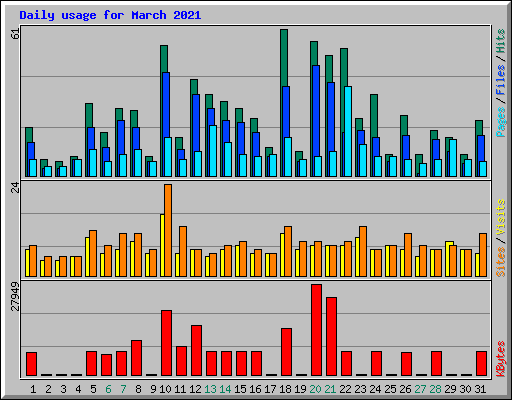 Daily usage for March 2021
61
24
27949
Pages / Files / Hits
Sites / Visits
KBytes
1 2 3 4 5 6 7 8 9 10 11 12 13 14 15 16 17 18 19 20 21 22 23 24 25 26 27 28 29 30 31